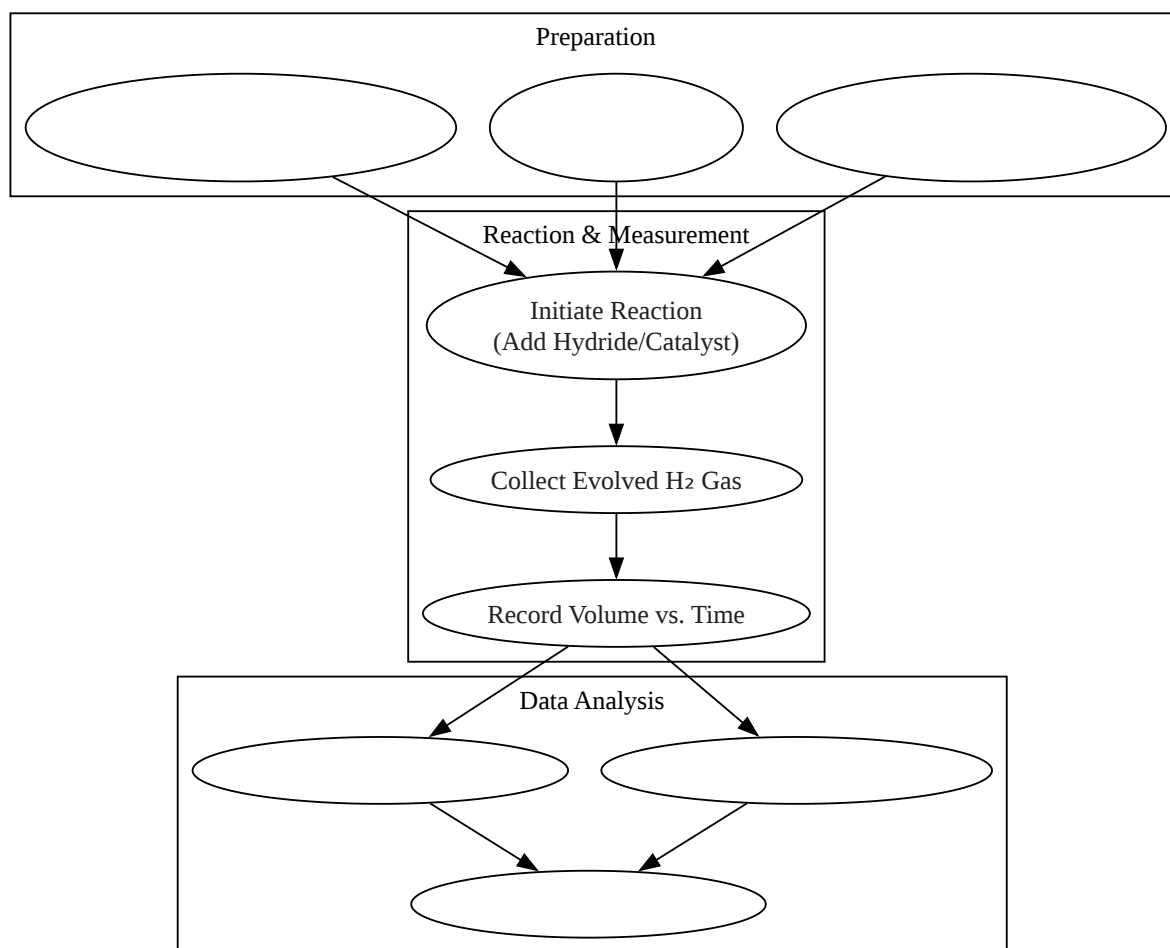 Preparation
Reaction & Measurement
Initiate Reaction
(Add Hydride/Catalyst)
Collect Evolved H₂ Gas
Record Volume vs. Time
Data Analysis